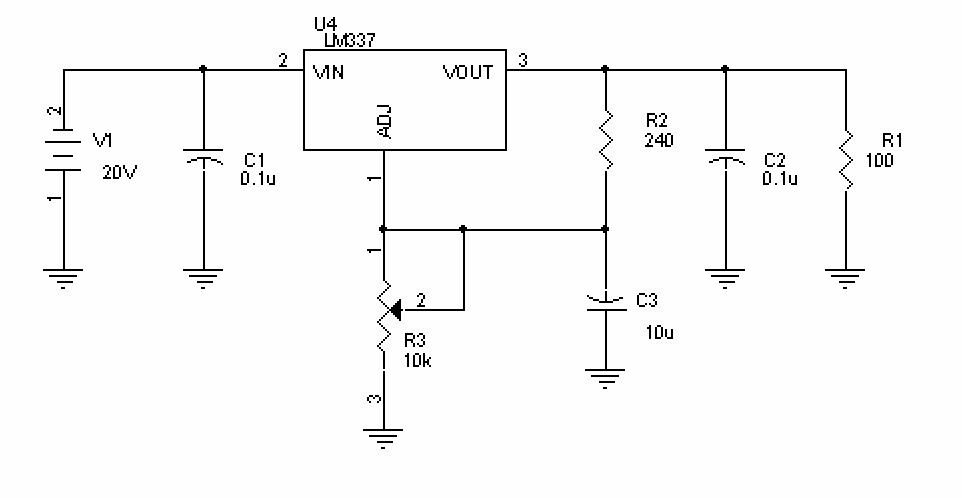 U4
LM337
2
VIN
VOUT
3
ADJ
2
V1
20V
1
C1
0.1u
R2
240
C2
0.1u
R1
100
1
1
2
R3
10k
3
C3
10u